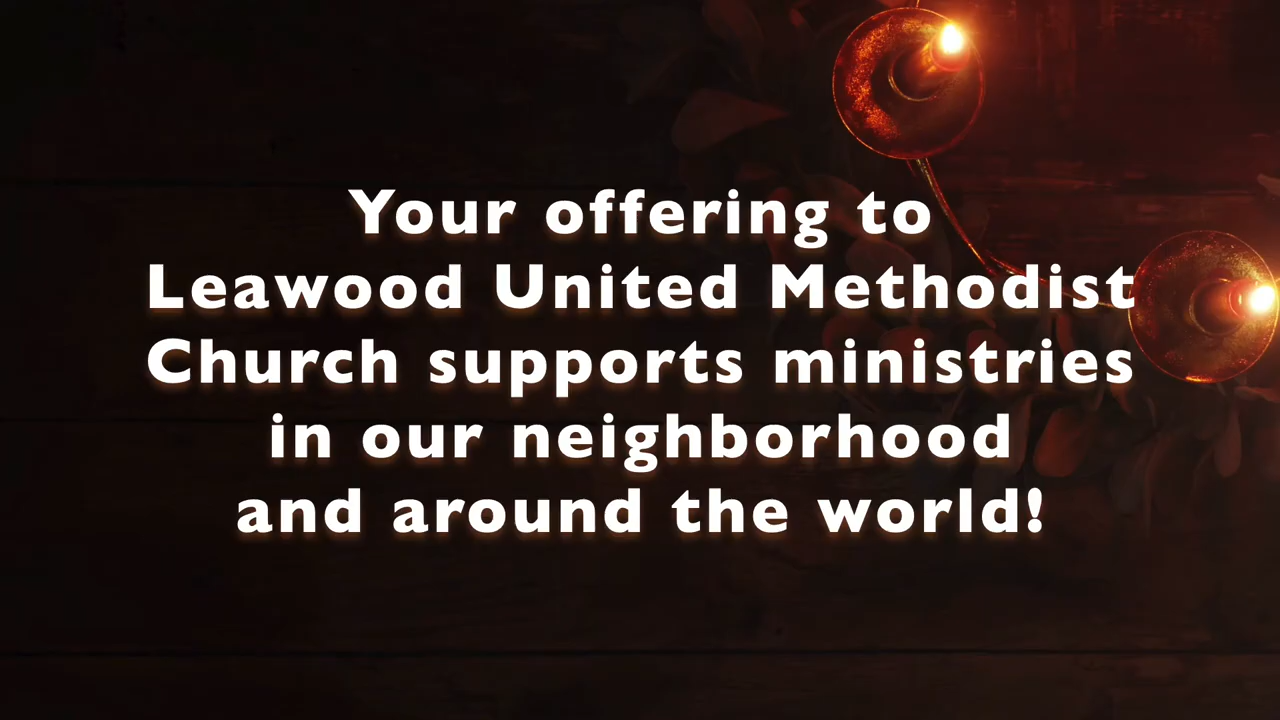 Your offering to
Leawood United Methodist
Church supports ministries
in our neighborhood
and around the world!